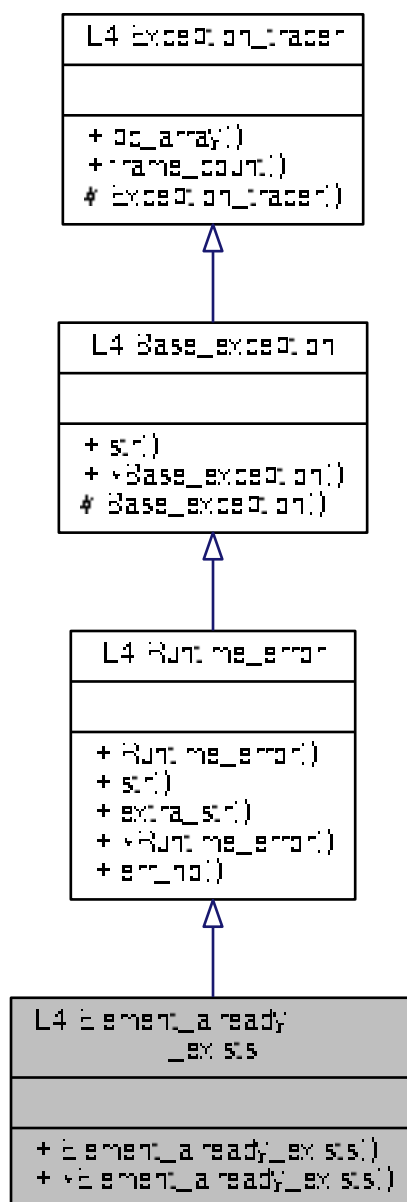 L4::Exception_tracer
+ pc_array()
+ frame_count()
# Exception_tracer()
L4::Base_exception
+ str()
+ ~Base_exception()
# Base_exception()
L4::Runtime_error
+ Runtime_error()
+ str()
+ extra_str()
+ ~Runtime_error()
+ err_no()
L4::Element_already
_exists
+ Element_already_exists()
+ ~Element_already_exists()